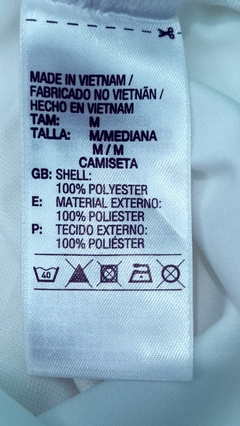 MADE IN VIETNAM /
FABRICADO NO VIETNÃN /
HECHO EN VIETNAM
TAM: M
TALLA: M/MEDIANA
M / M
CAMISETA
GB: SHELL:
100% POLYESTER
E: MATERIAL EXTERNO:
100% POLIESTER
P: TECIDO EXTERNO:
100% POLIÉSTER
40